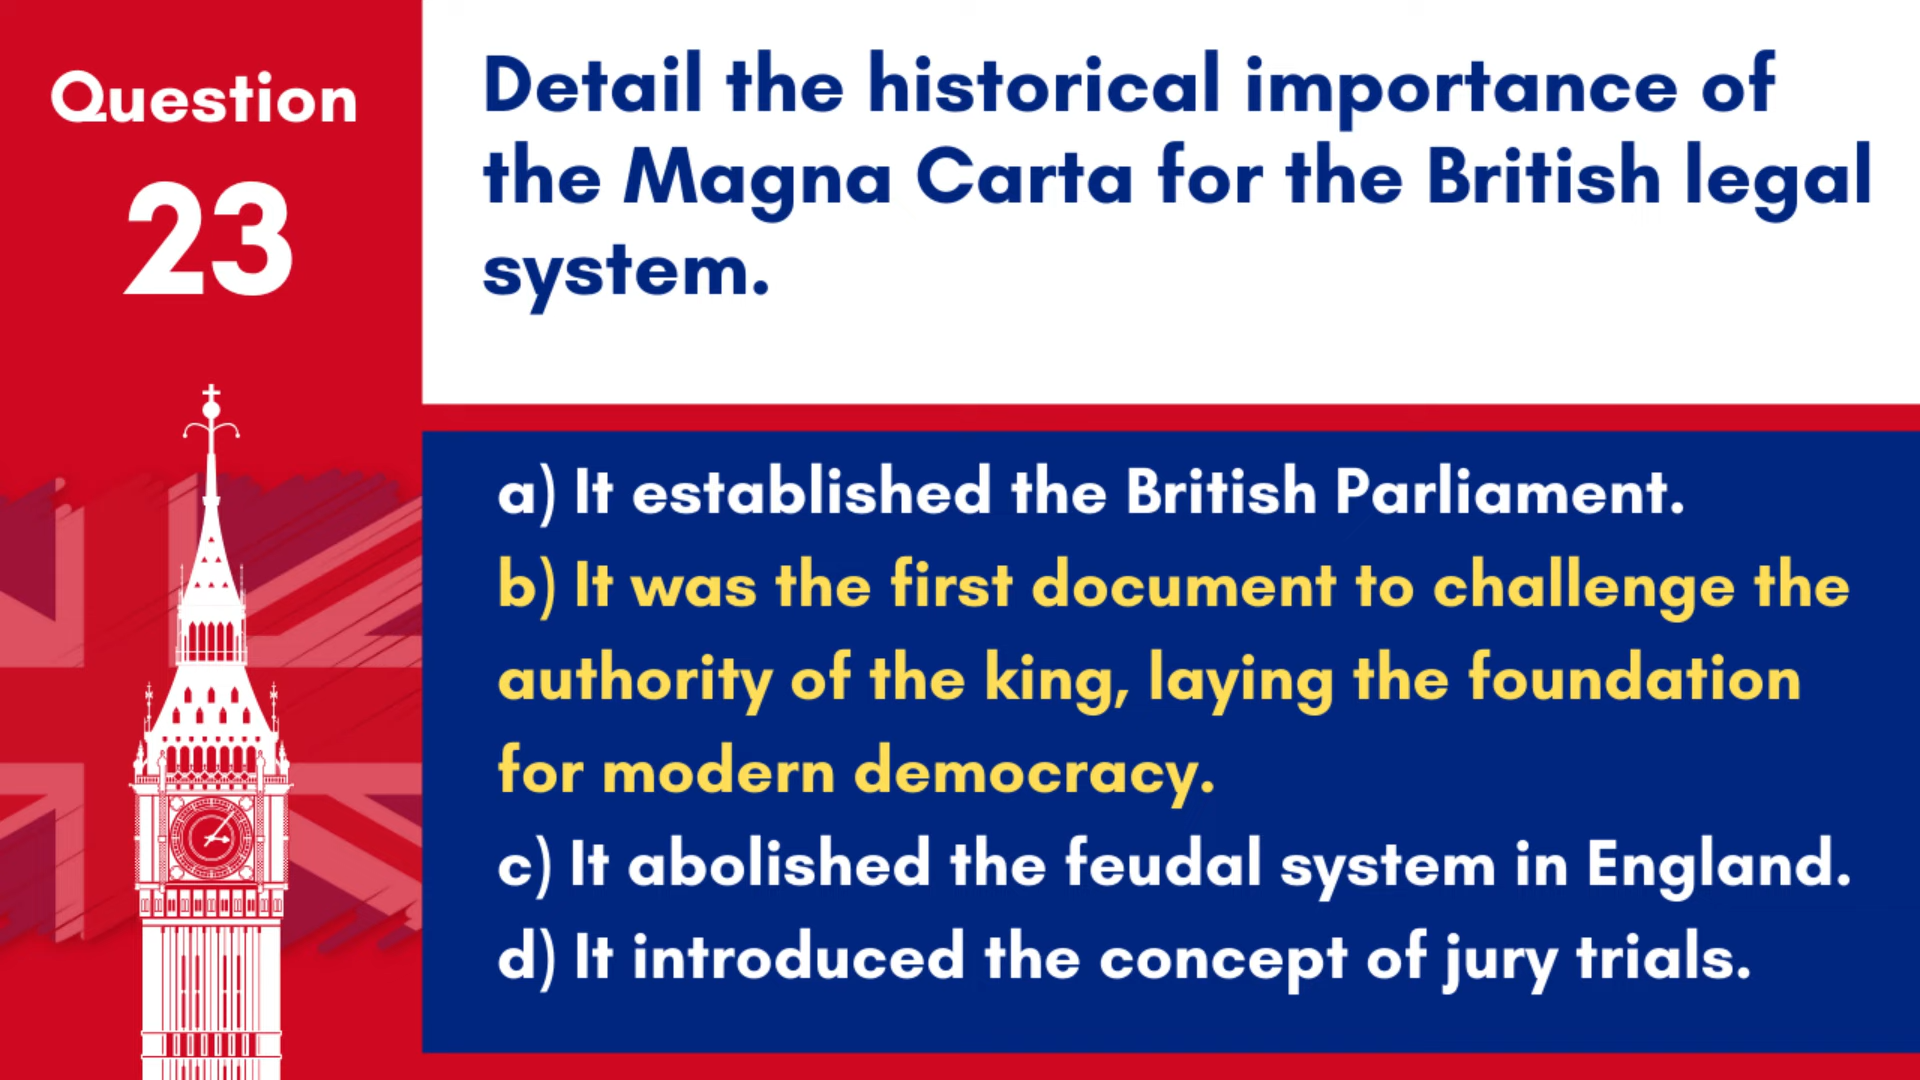 Question
23
Detail the historical importance of
the Magna Carta for the British legal
system.
a) It established the British Parliament.
b) It was the first document to challenge the
authority of the king, laying the foundation
for modern democracy.
c) It abolished the feudal system in England.
d) It introduced the concept of jury trials.